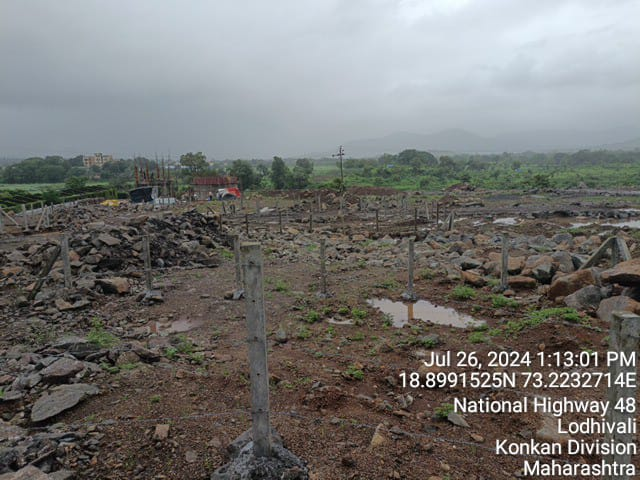 Jul 26, 2024 1:13:01 PM
18.8991525N 73.2232714E
National Highway 48
Lodhivali
Konkan Division
Maharashtra